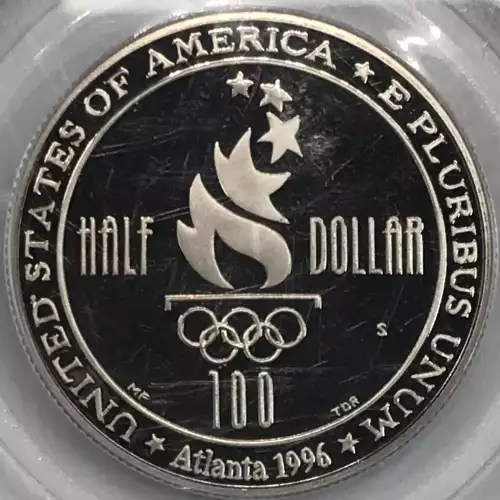 UNITED STATES OF AMERICA ★ E PLURIBUS UNUM ★
Atlanta 1996 ★
HALF DOLLAR
S
100
MF
TDR